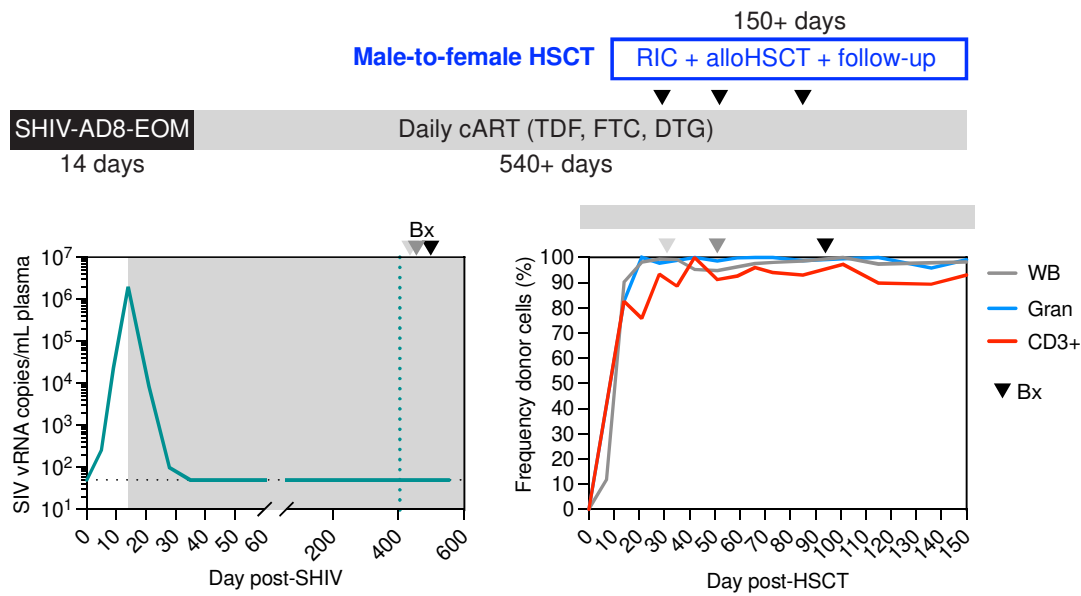 150+ days
Male-to-female HSCT
RIC + alloHSCT + follow-up
SHIV-AD8-EOM
Daily cART (TDF, FTC, DTG)
14 days
540+ days
Bx
SIV vRNA copies/mL plasma
10^7
10^6
10^5
10^4
10^3
10^2
10^1
0 10 20 30 40 50 60 200 400 600
Day post-SHIV
Frequency donor cells (%)
100
90
80
70
60
50
40
30
20
10
0
0 10 20 30 40 50 60 70 80 90 100 110 120 130 140 150
Day post-HSCT
WB
Gran
CD3+
Bx